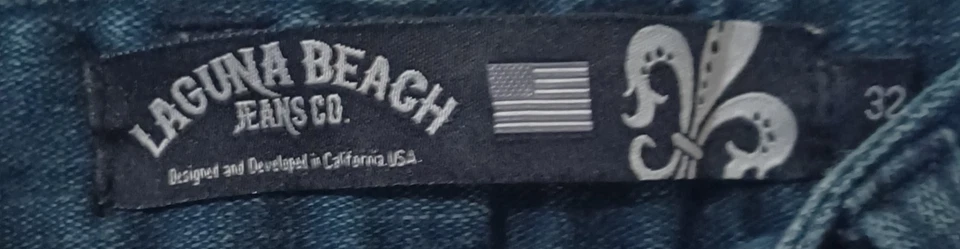 LAGUNA BEACH
JEANS CO.
Designed and Developed in California.USA.
32